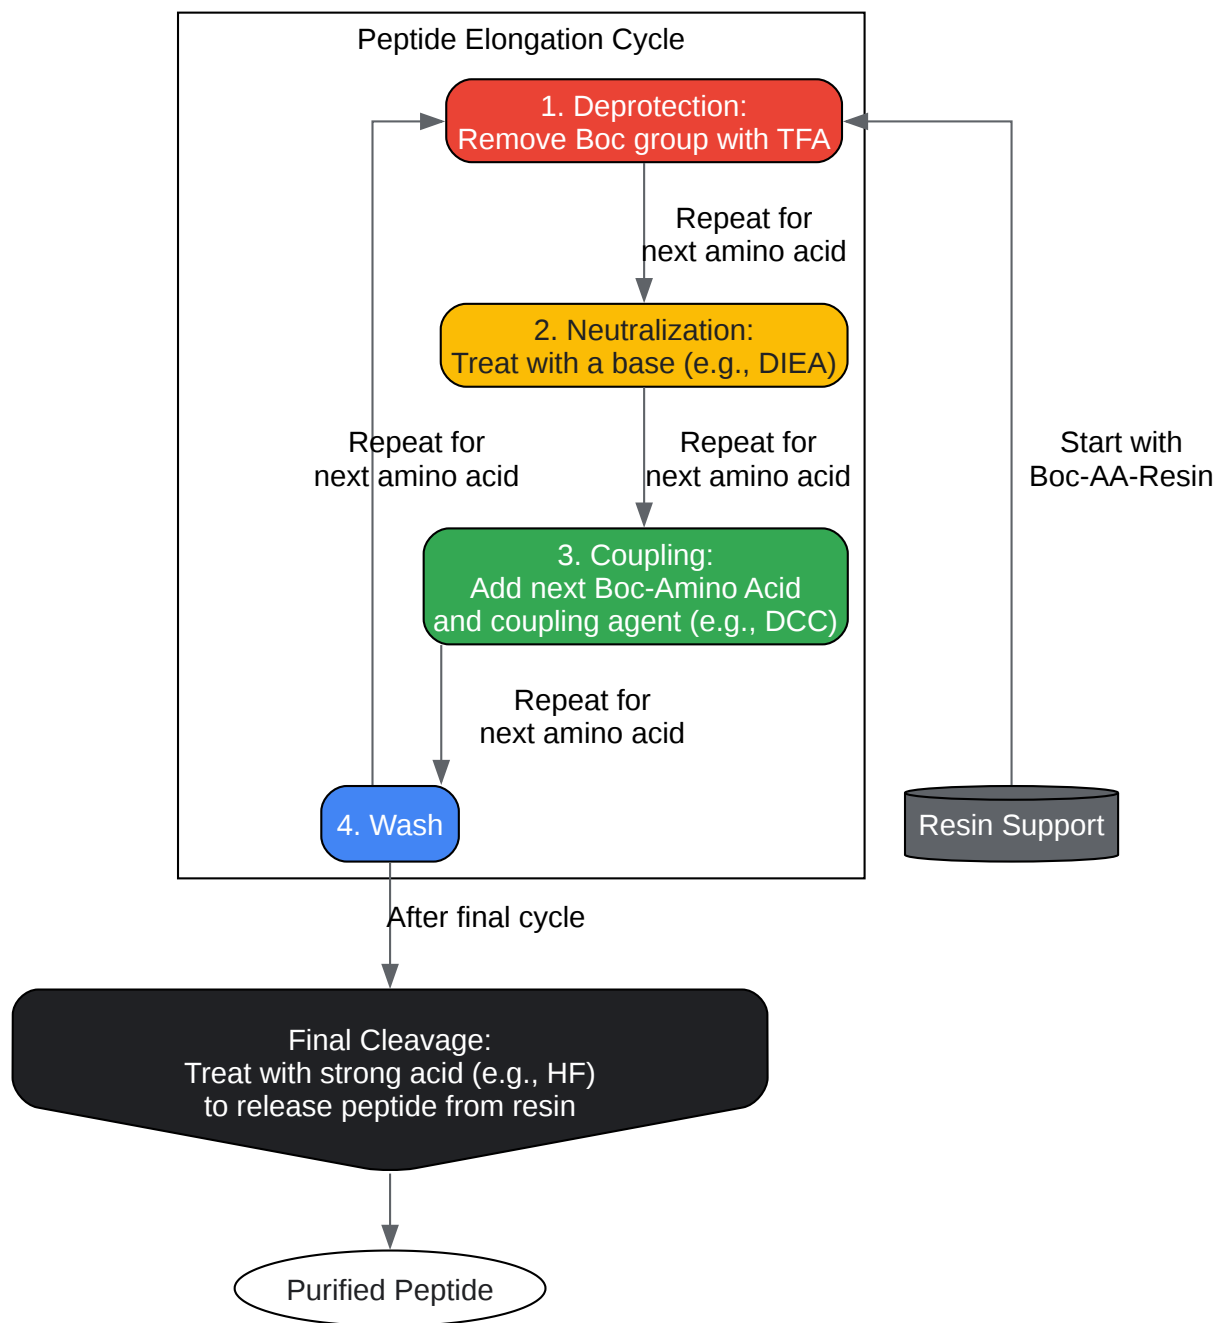 Peptide Elongation Cycle
1. Deprotection:
Remove Boc group with TFA
Repeat for
next amino acid
2. Neutralization:
Treat with a base (e.g., DIEA)
Repeat for
next amino acid
Repeat for
next amino acid
Start with
Boc-AA-Resin
3. Coupling:
Add next Boc-Amino Acid
and coupling agent (e.g., DCC)
Repeat for
next amino acid
4. Wash
Resin Support
After final cycle
Final Cleavage:
Treat with strong acid (e.g., HF)
to release peptide from resin
Purified Peptide